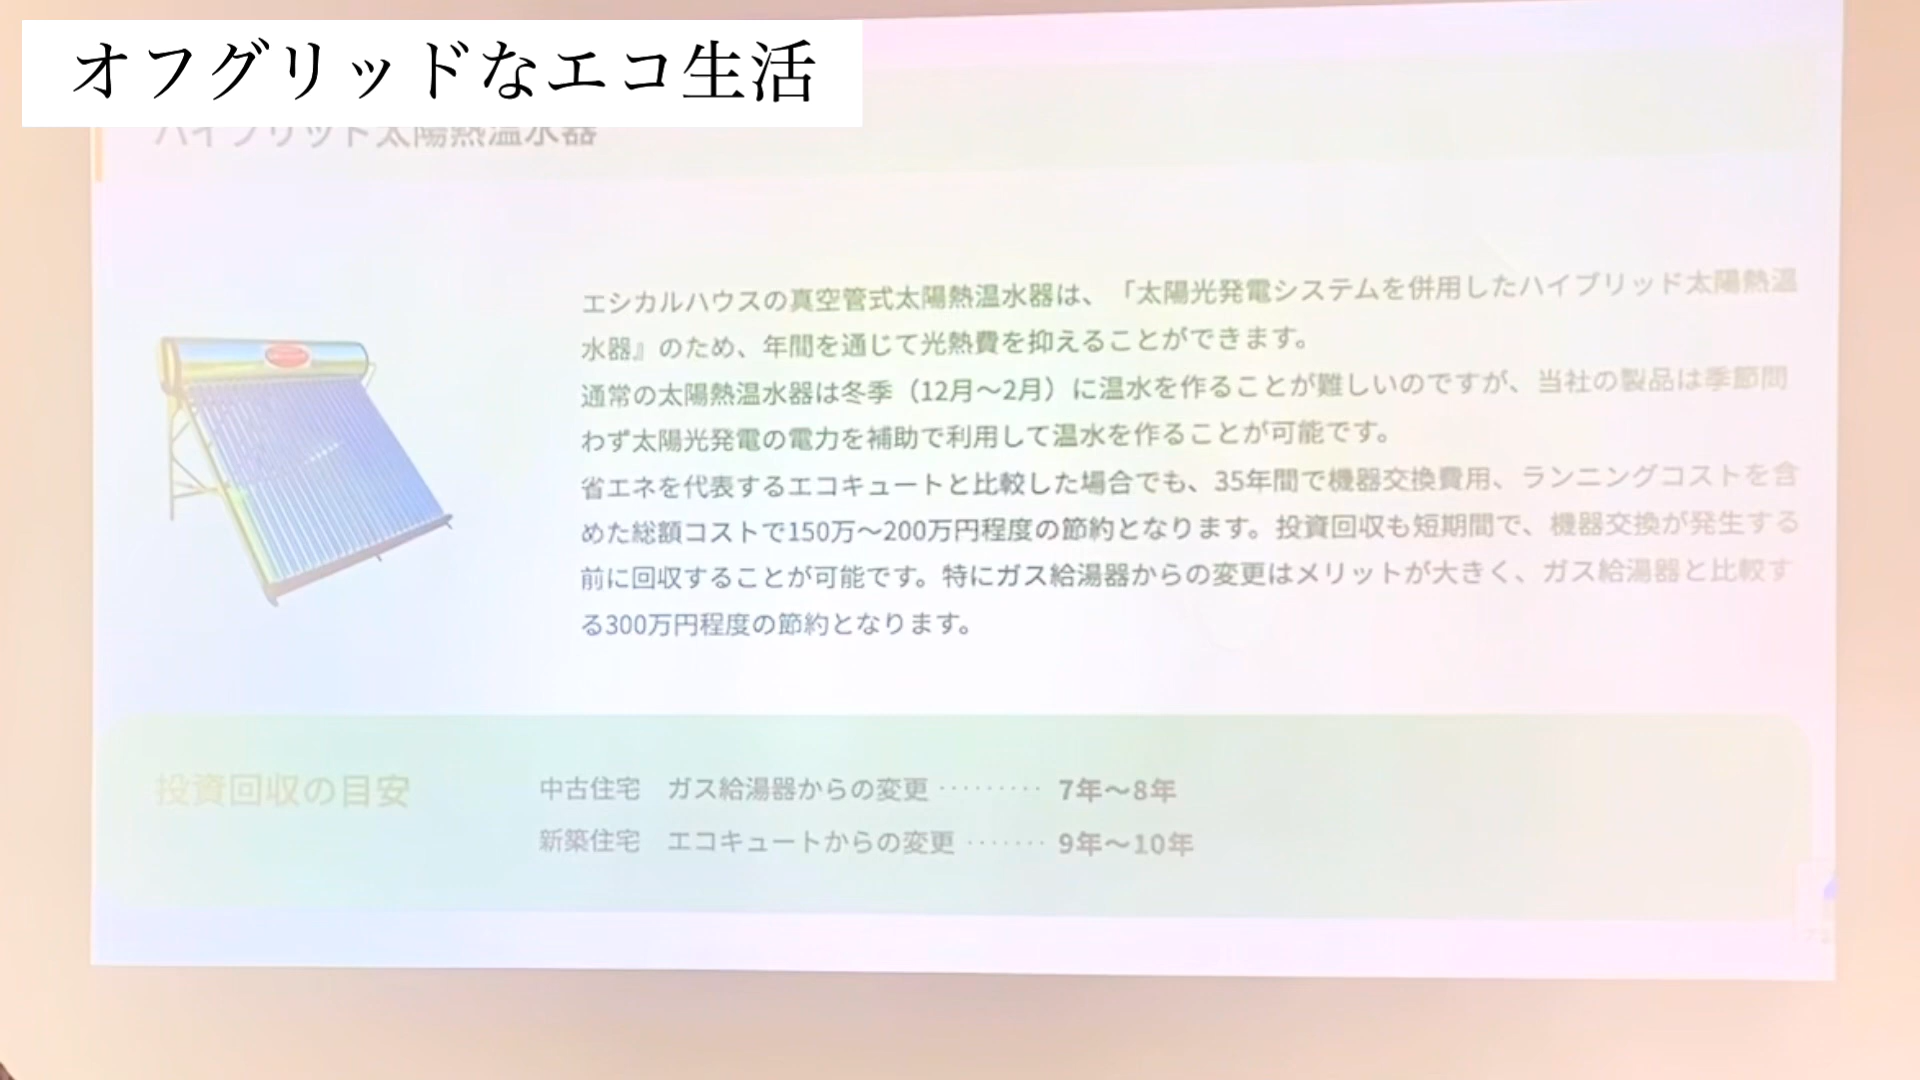 オフグリッドなエコ生活
ハイブリッド太陽熱温水器
エシカルハウスの真空管式太陽熱温水器は、「太陽光発電システムを併用したハイブリッド太陽熱温
水器』のため、年間を通じて光熱費を抑えることができます。
通常の太陽熱温水器は冬季（12月～2月）に温水を作ることが難しいのですが、当社の製品は季節問
わず太陽光発電の電力を補助で利用して温水を作ることが可能です。
省エネを代表するエコキュートと比較した場合でも、35年間で機器交換費用、ランニングコストを含
めた総額コストで150万～200万円程度の節約となります。投資回収も短期間で、機器交換が発生する
前に回収することが可能です。特にガス給湯器からの変更はメリットが大きく、ガス給湯器と比較す
る300万円程度の節約となります。
投資回収の目安
中古住宅　ガス給湯器からの変更 ········· 7年～8年
新築住宅　エコキュートからの変更 ······· 9年～10年